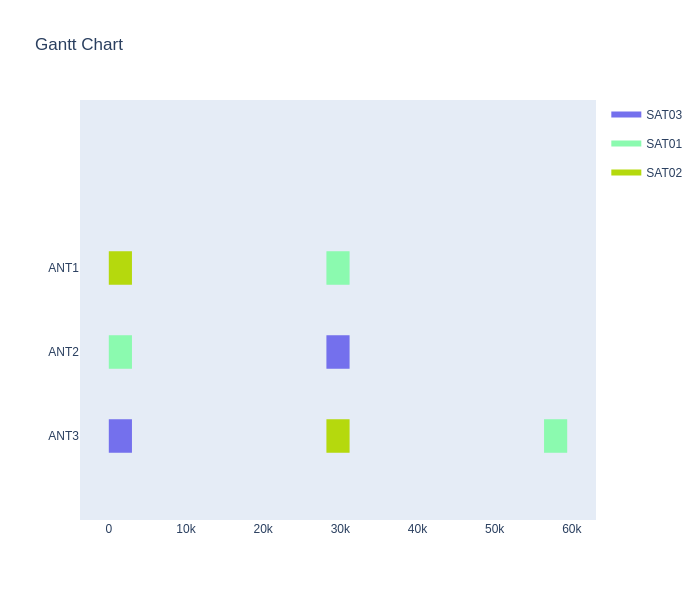 Gantt Chart
SAT03
SAT01
SAT02
ANT1
ANT2
ANT3
0 10k 20k 30k 40k 50k 60k